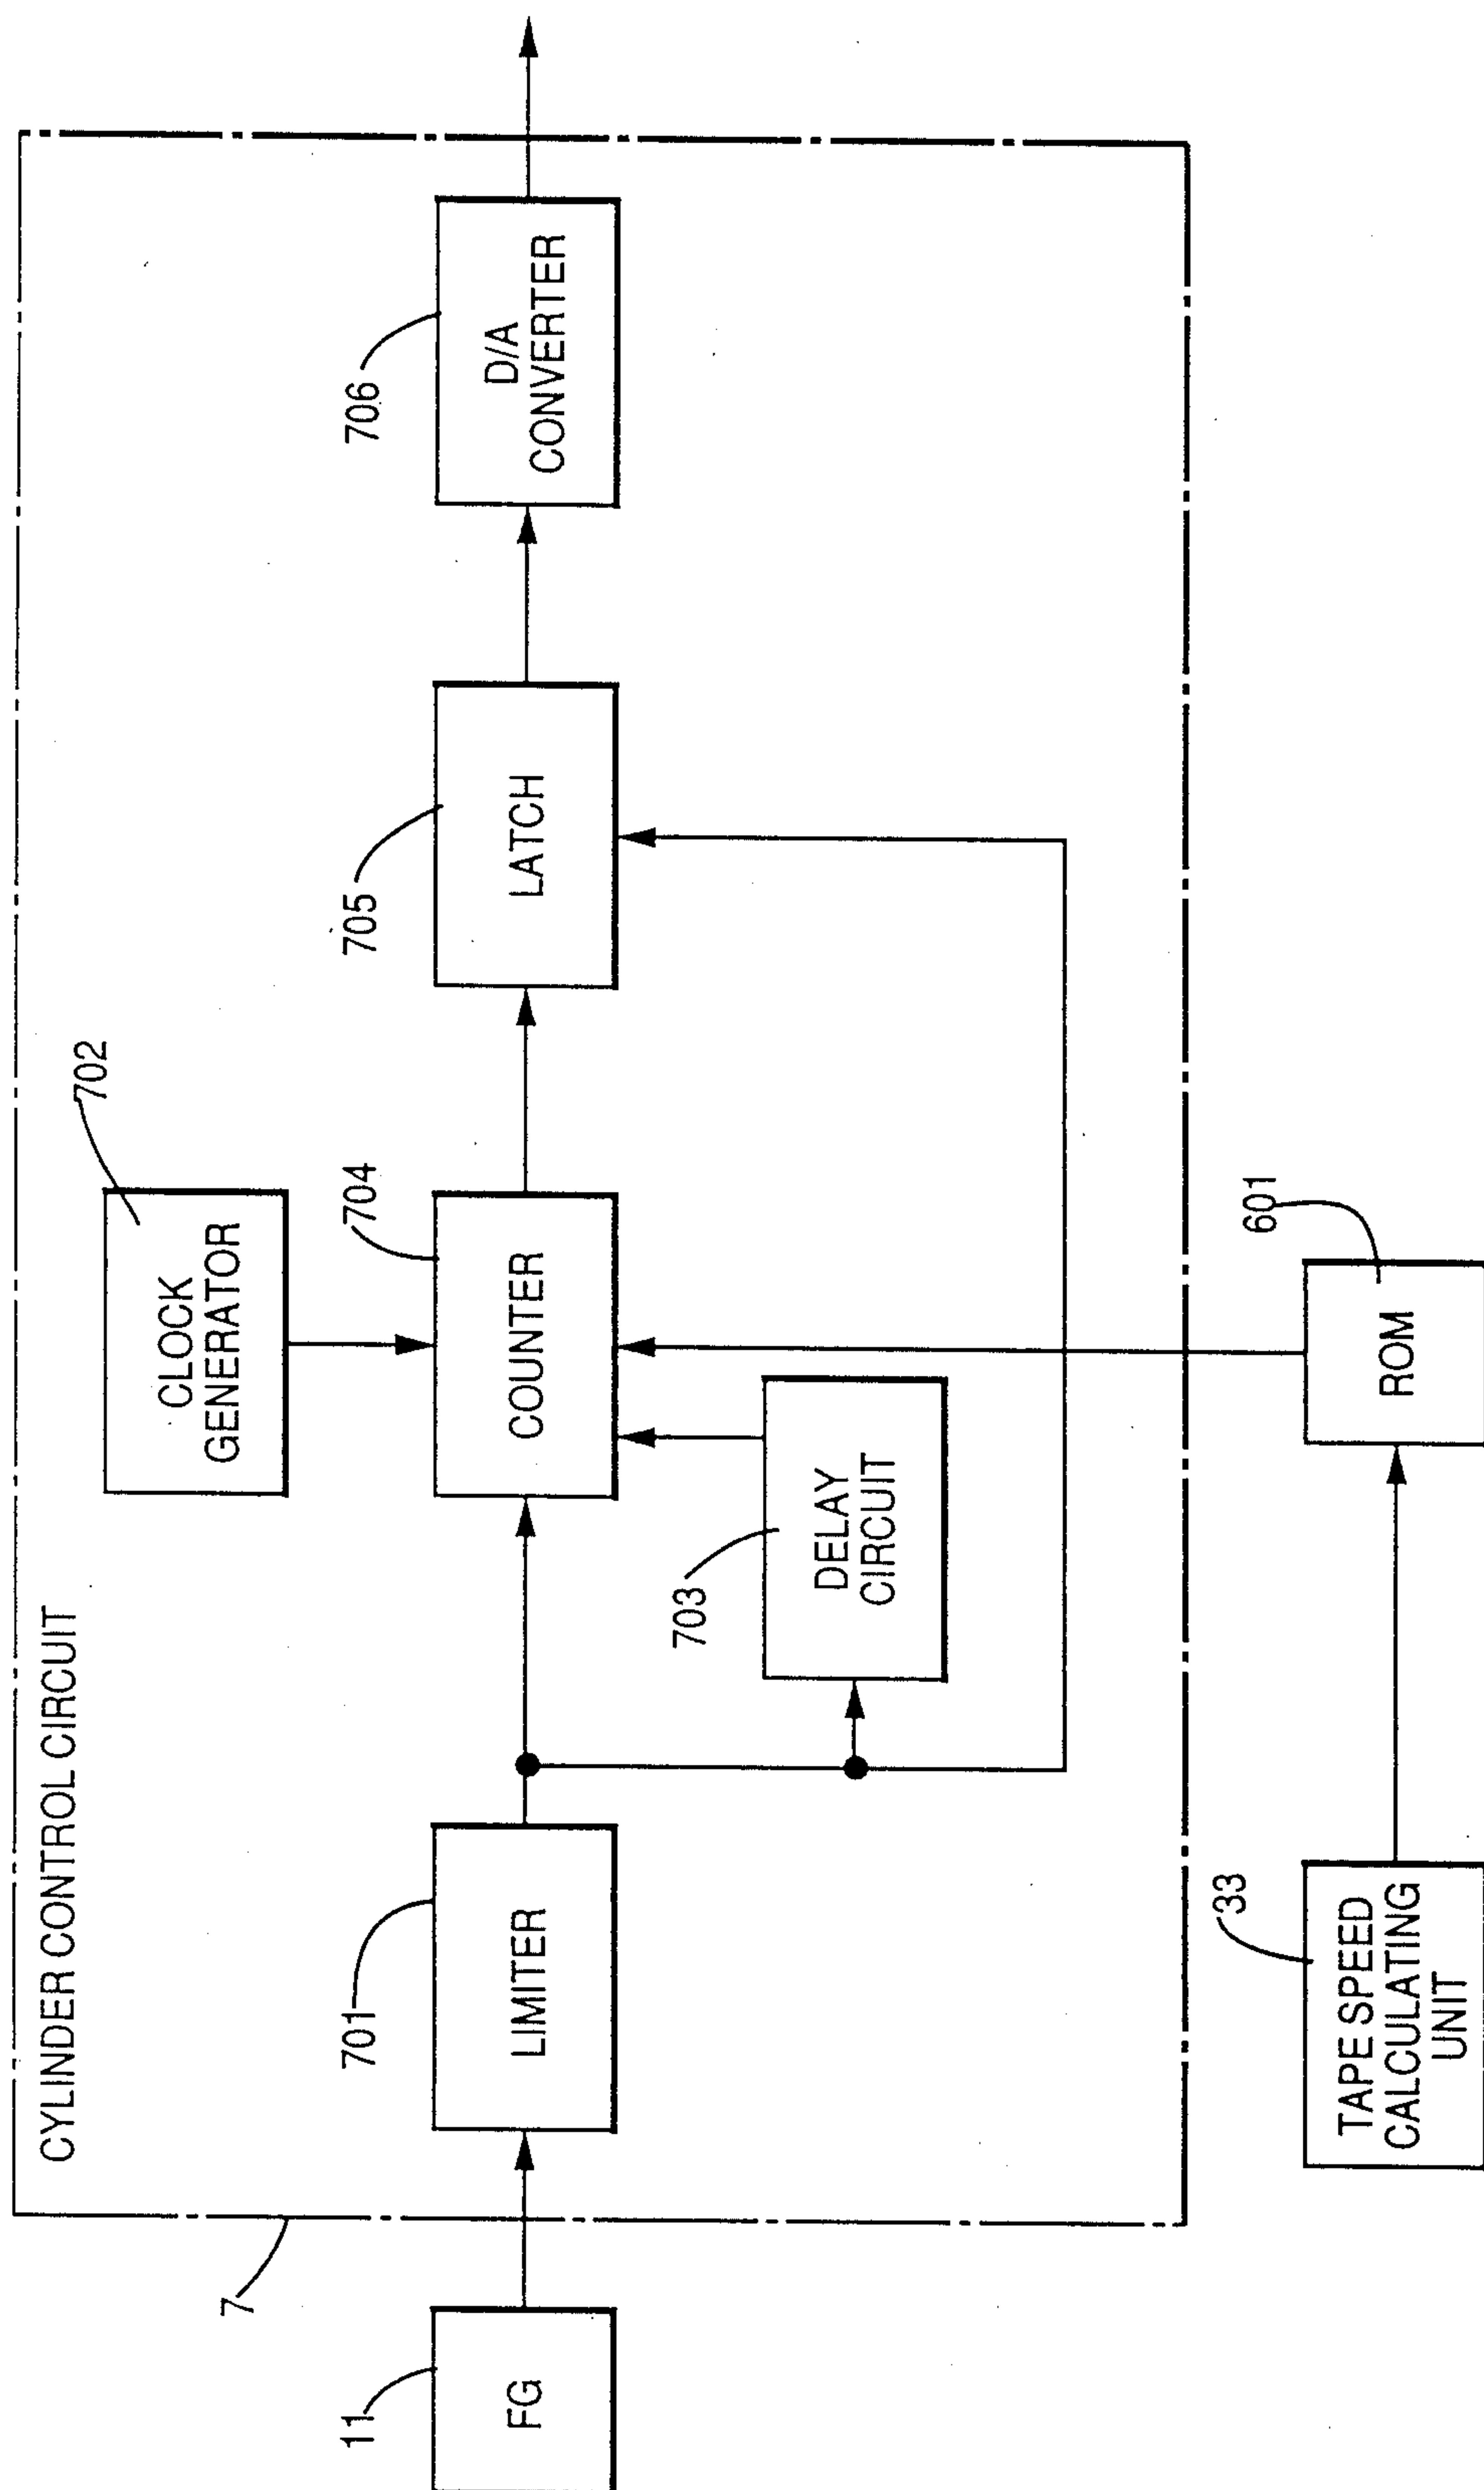 CYLINDER CONTROL CIRCUIT
7
702
CLOCK
GENERATOR
11
FG
701
LIMITER
704
COUNTER
705
LATCH
706
D/A
CONVERTER
703
DELAY
CIRCUIT
33
TAPE SPEED
CALCULATING
UNIT
601
ROM